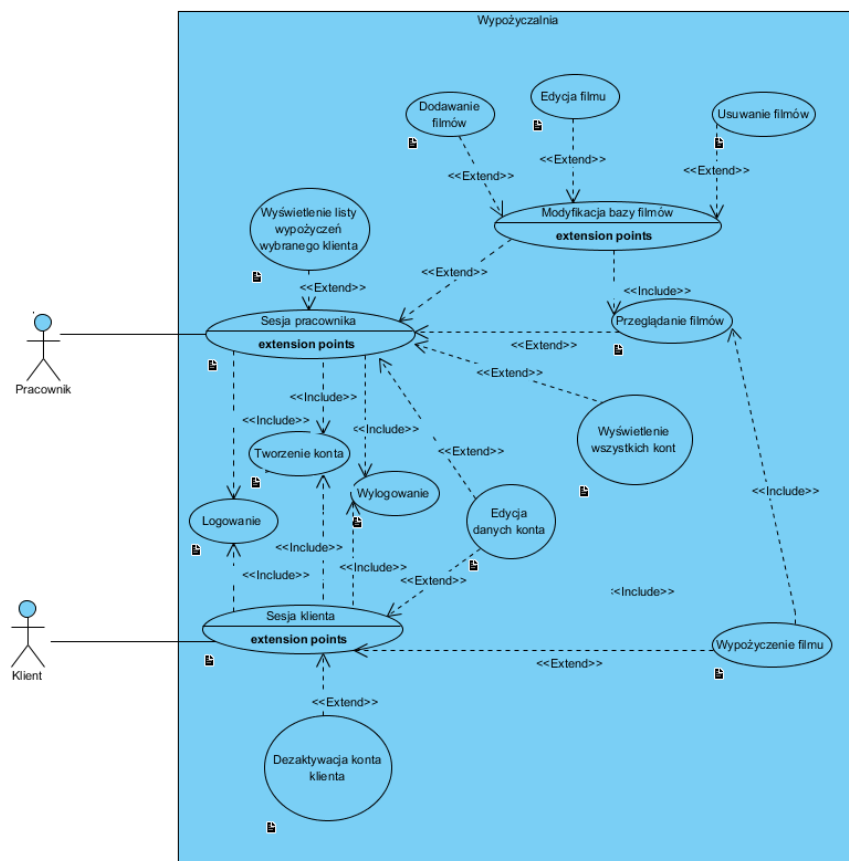 Wypożyczalnia
Dodawanie
filmów
Edycja filmu
Usuwanie filmów
<<Extend>>
<<Extend>>
<<Extend>>
Wyświetlenie listy
wypożyczeń
wybranego klienta
Modyfikacja bazy filmów
extension points
<<Extend>>
<<Extend>>
<<Include>>
Sesja pracownika
extension points
Przeglądanie filmów
<<Extend>>
<<Extend>>
Pracownik
<<Include>>
<<Include>>
<<Include>>
<<Extend>>
Wyświetlenie
wszystkich kont
Tworzenie konta
Wylogowanie
Logowanie
Edycja
danych konta
<<Include>>
<<Include>>
<<Include>>
<<Include>>
<<Extend>>
<Include>>
Sesja klienta
extension points
Klient
Wypożyczenie filmu
<<Extend>>
<<Extend>>
Dezaktywacja konta
klienta